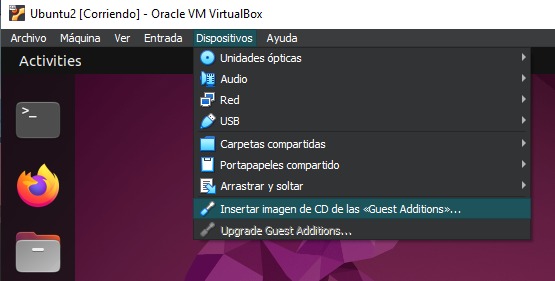 Ubuntu2 [Corriendo] - Oracle VM VirtualBox
Archivo Máquina Ver Entrada Dispositivos Ayuda
Activities
Unidades ópticas
Audio
Red
USB
Carpetas compartidas
Portapapeles compartido
Arrastrar y soltar
Insertar imagen de CD de las «Guest Additions»...
Upgrade Guest Additions...
>_